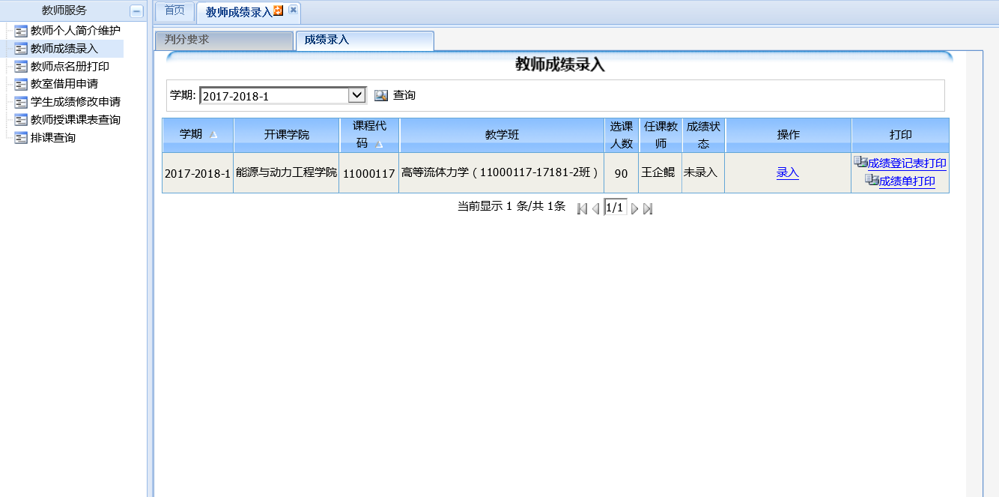 教师服务
教师个人简介维护
教师成绩录入
教师点名册打印
教室借用申请
学生成绩修改申请
教师授课课表查询
排课查询
首页
教师成绩录入
判分要求
成绩录入
教师成绩录入
学期: 2017-2018-1 查询
学期 开课学院 课程代码 教学班 选课人数 任课教师 成绩状态 操作 打印
2017-2018-1 能源与动力工程学院 11000117 高等流体力学（11000117-17181-2班） 90 王企鲲 未录入 录入 成绩登记表打印
成绩单打印
当前显示 1 条/共 1条 1/1